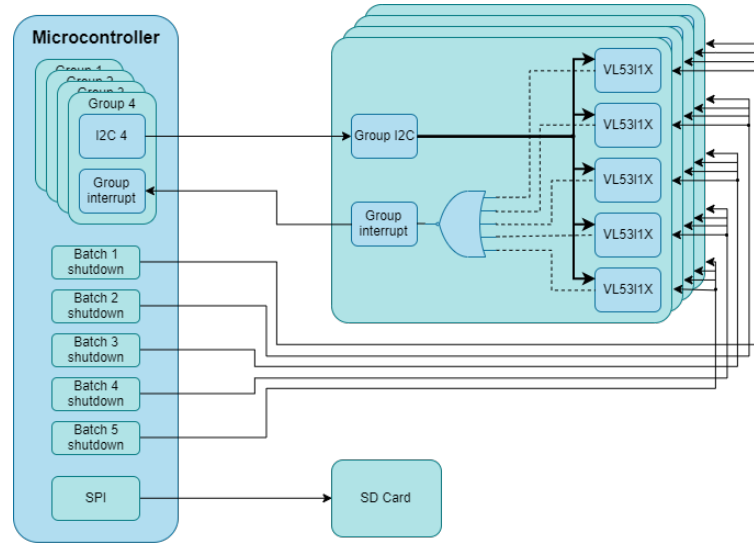 Microcontroller
Group 1
Group 2
Group 3
Group 4
I2C 4
Group
interrupt
Batch 1
shutdown
Batch 2
shutdown
Batch 3
shutdown
Batch 4
shutdown
Batch 5
shutdown
SPI
Group I2C
Group
interrupt
VL53l1X
VL53l1X
VL53l1X
VL53l1X
VL53l1X
SD Card